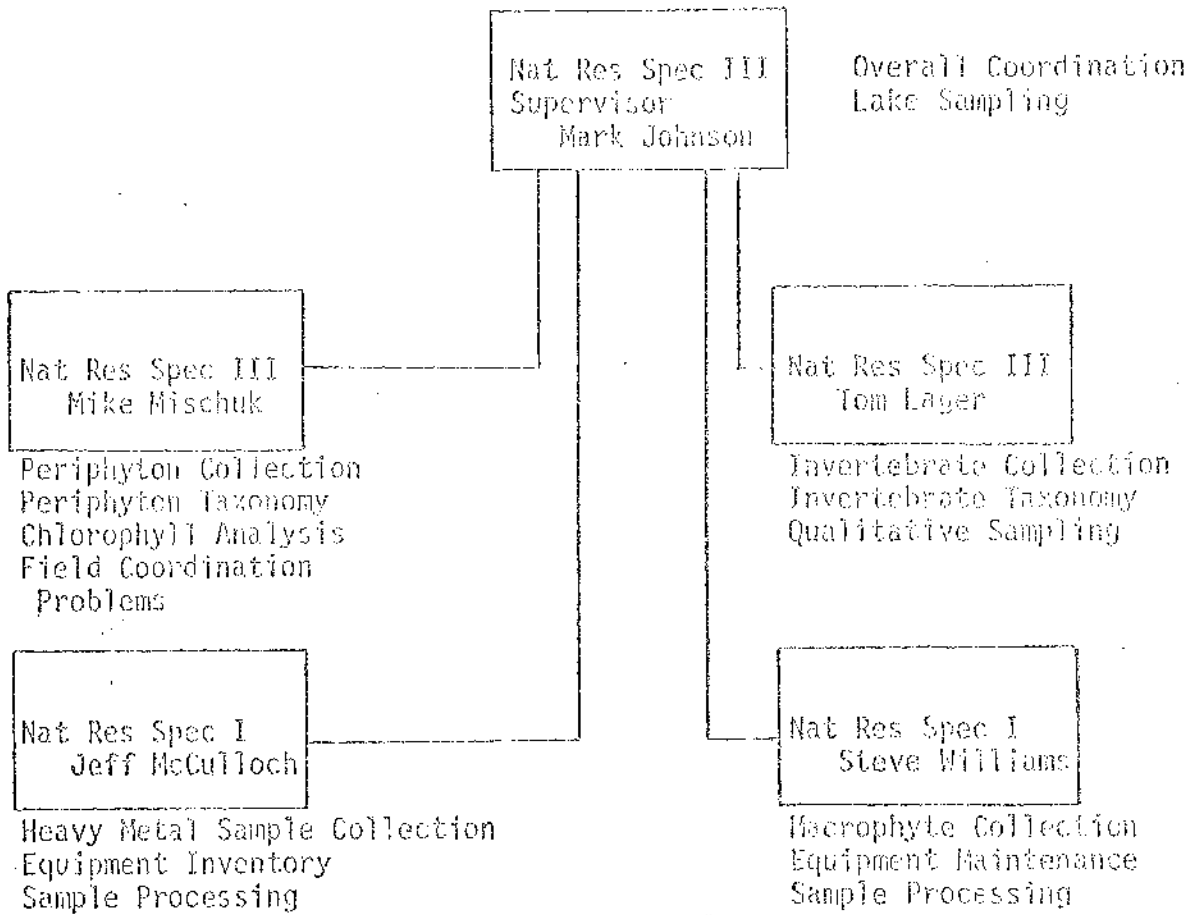 Nat Res Spec III
Supervisor
Mark Johnson
Overall Coordination
Lake Sampling
Nat Res Spec III
Mike Mischuk
Periphyton Collection
Periphyton Taxonomy
Chlorophyll Analysis
Field Coordination
Problems
Nat Res Spec III
Tom Lager
Invertebrate Collection
Invertebrate Taxonomy
Qualitative Sampling
Nat Res Spec I
Jeff McCulloch
Heavy Metal Sample Collection
Equipment Inventory
Sample Processing
Nat Res Spec I
Steve Williams
Macrophyte Collection
Equipment Maintenance
Sample Processing